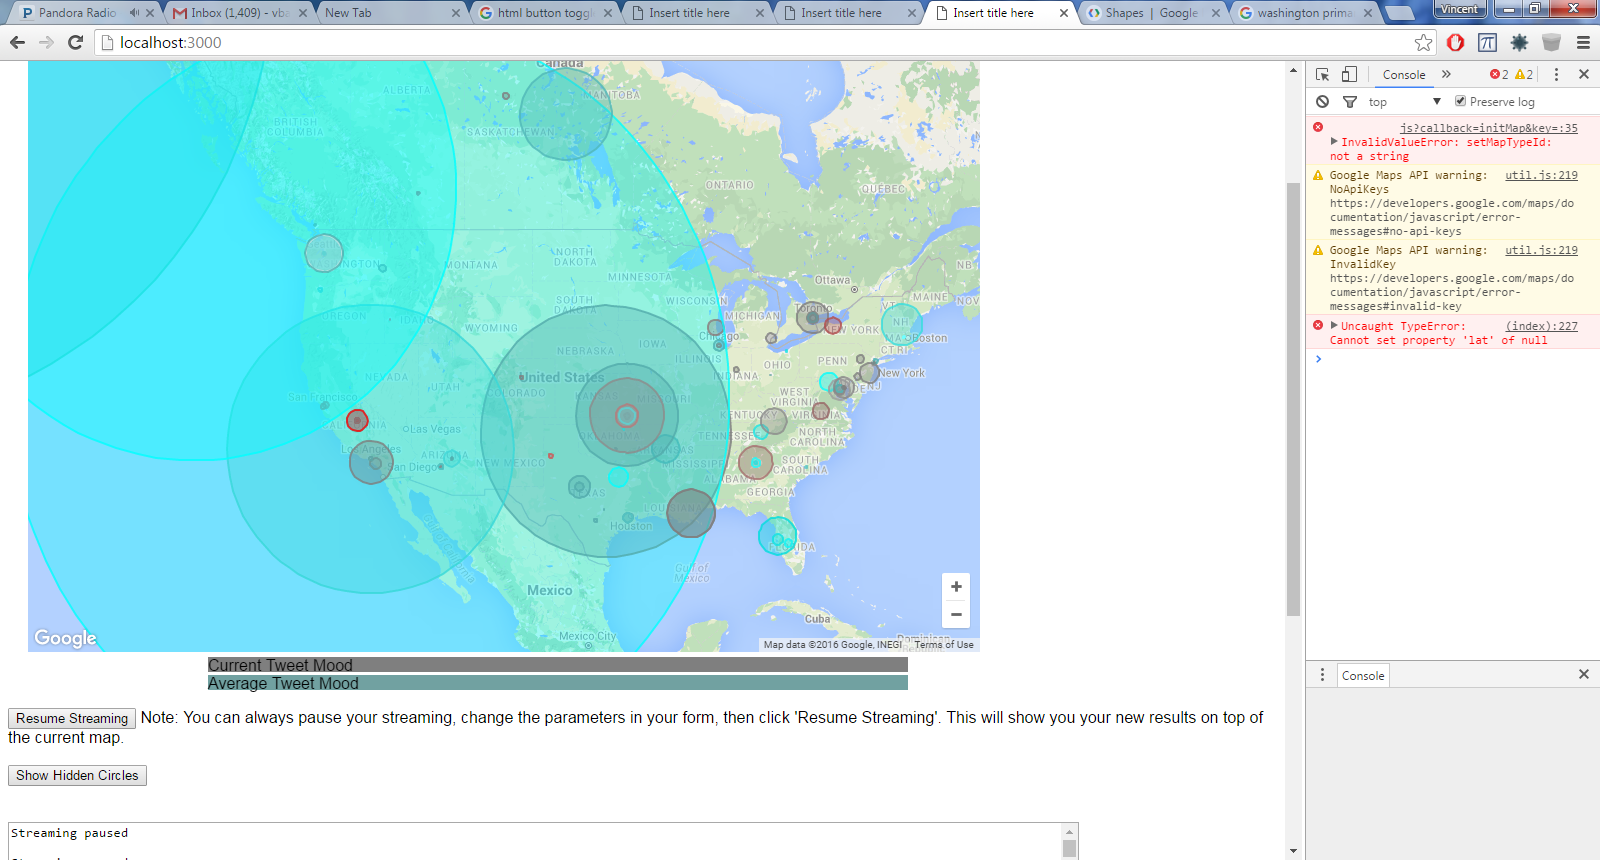 Pandora Radio
Inbox (1,409) - vba
New Tab
html button toggl
Insert title here
Insert title here
Insert title here
Shapes | Google
washington prima
Vincent
localhost:3000
Canada
ALBERTA
MANITOBA
BRITISH
COLUMBIA
SASKATCHEWAN
ONTARIO
QUEBEC
Seattle
WASHINGTON
MONTANA
NORTH
DAKOTA
MINNESOTA
Ottawa
NB
MAINE
NOV
OREGON
IDAHO
SOUTH
DAKOTA
WISCONSIN
WYOMING
MICHIGAN
Toronto
NEW YORK
VT
NH
MA
Boston
CT RI
Chicago
IOWA
NEBRASKA
ILLINOIS
INDIANA
OHIO
PENN
New York
NEVADA
UTAH
COLORADO
United States
WEST
VIRGINIA
DE
NJ
San Francisco
CALIFORNIA
Las Vegas
KENTUCKY
VIRGINIA
OKLAHOMA
TENNESSEE
NORTH
CAROLINA
Los Angeles
San Diego
ARIZONA
NEW MEXICO
ARKANSAS
MISSISSIPPI
SOUTH
CAROLINA
ALABAMA
GEORGIA
TEXAS
LOUISIANA
Houston
FLORIDA
Gulf of
Mexico
Mexico
Cuba
Mexico City
Dominican
Google
Map data ©2016 Google, INEGI
Terms of Use
Current Tweet Mood
Average Tweet Mood
Resume Streaming Note: You can always pause your streaming, change the parameters in your form, then click 'Resume Streaming'. This will show you your new results on top of
the current map.
Show Hidden Circles
Streaming paused
Console
2 2
top
Preserve log
js?callback=initMap&key=:35
InvalidValueError: setMapTypeId:
not a string
Google Maps API warning: util.js:219
NoApiKeys
https://developers.google.com/maps/do
cumentation/javascript/error-
messages#no-api-keys
Google Maps API warning: util.js:219
InvalidKey
https://developers.google.com/maps/do
cumentation/javascript/error-
messages#invalid-key
Uncaught TypeError: (index):227
Cannot set property 'lat' of null
Console